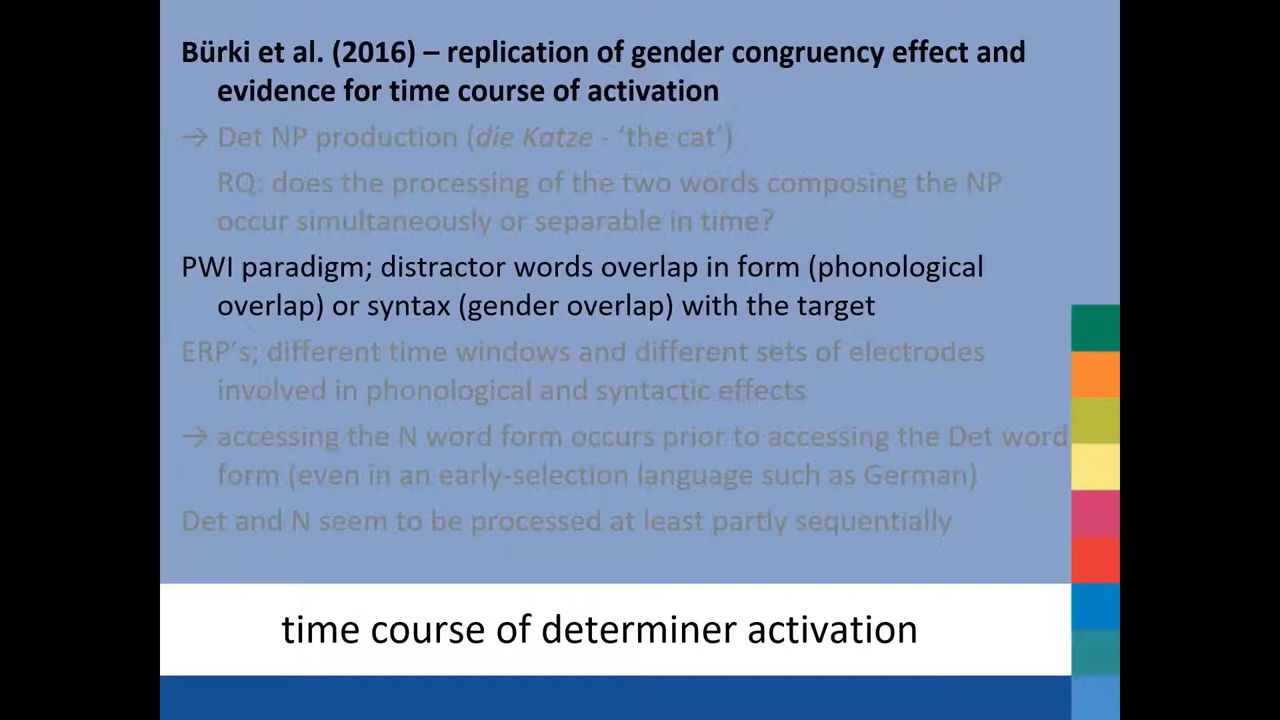 Bürki et al. (2016) – replication of gender congruency effect and
evidence for time course of activation
→ Det NP production (die Katze - ‘the cat’)
RQ: does the processing of the two words composing the NP
occur simultaneously or separable in time?
PWI paradigm; distractor words overlap in form (phonological
overlap) or syntax (gender overlap) with the target
ERP’s; different time windows and different sets of electrodes
involved in phonological and syntactic effects
→ accessing the N word form occurs prior to accessing the Det word
form (even in an early-selection language such as German)
Det and N seem to be processed at least partly sequentially
time course of determiner activation